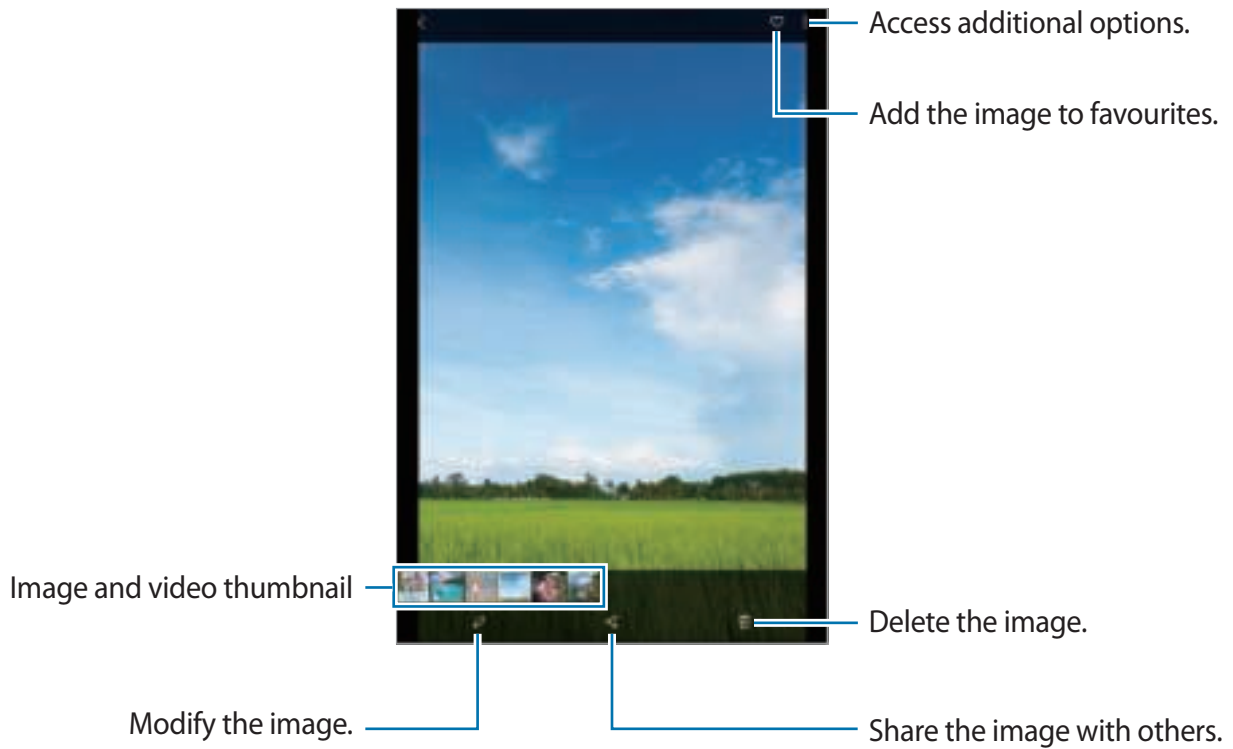 Access additional options.
Add the image to favourites.
Image and video thumbnail
Delete the image.
Modify the image.
Share the image with others.